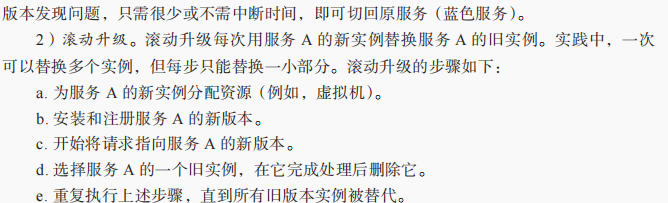 版本发现问题，只需很少或不需中断时间，即可切回原服务（蓝色服务）。
2）滚动升级。滚动升级每次用服务 A 的新实例替换服务 A 的旧实例。实践中，一次
可以替换多个实例，但每步只能替换一小部分。滚动升级的步骤如下：
a. 为服务 A 的新实例分配资源（例如，虚拟机）。
b. 安装和注册服务 A 的新版本。
c. 开始将请求指向服务 A 的新版本。
d. 选择服务 A 的一个旧实例，在它完成处理后删除它。
e. 重复执行上述步骤，直到所有旧版本实例被替代。